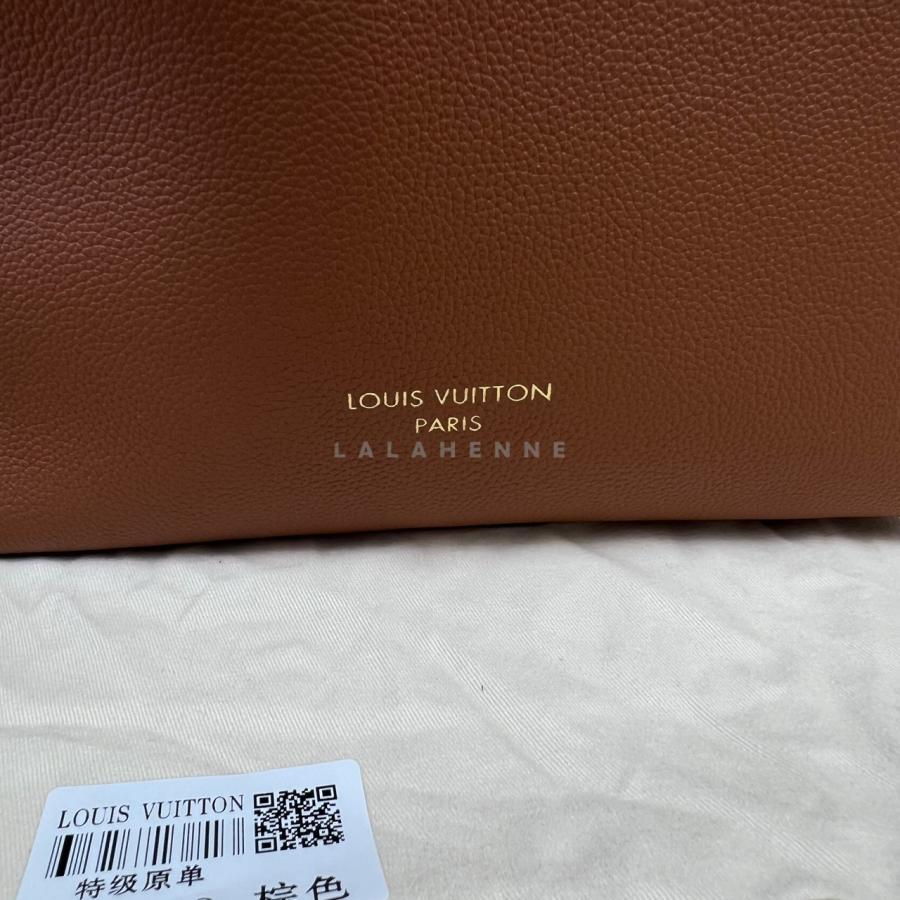 LOUIS VUITTON
PARIS
LALAHENNE
LOUIS VUITTON
特级原单
棕色